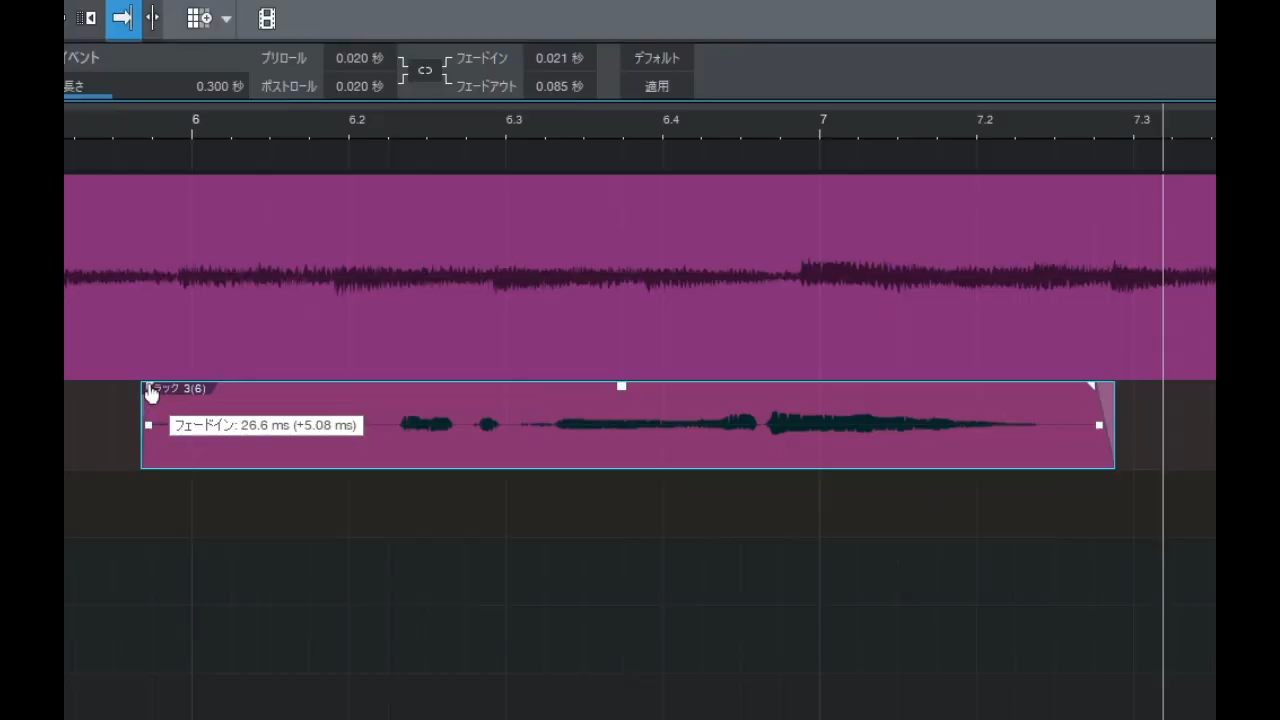 イベント プリロール 0.020 秒 フェードイン 0.021 秒 デフォルト
長さ 0.300 秒 ポストロール 0.020 秒 フェードアウト 0.085 秒 適用
6 6.2 6.3 6.4 7 7.2 7.3
ラック 3(6)
フェードイン: 26.6 ms (+5.08 ms)